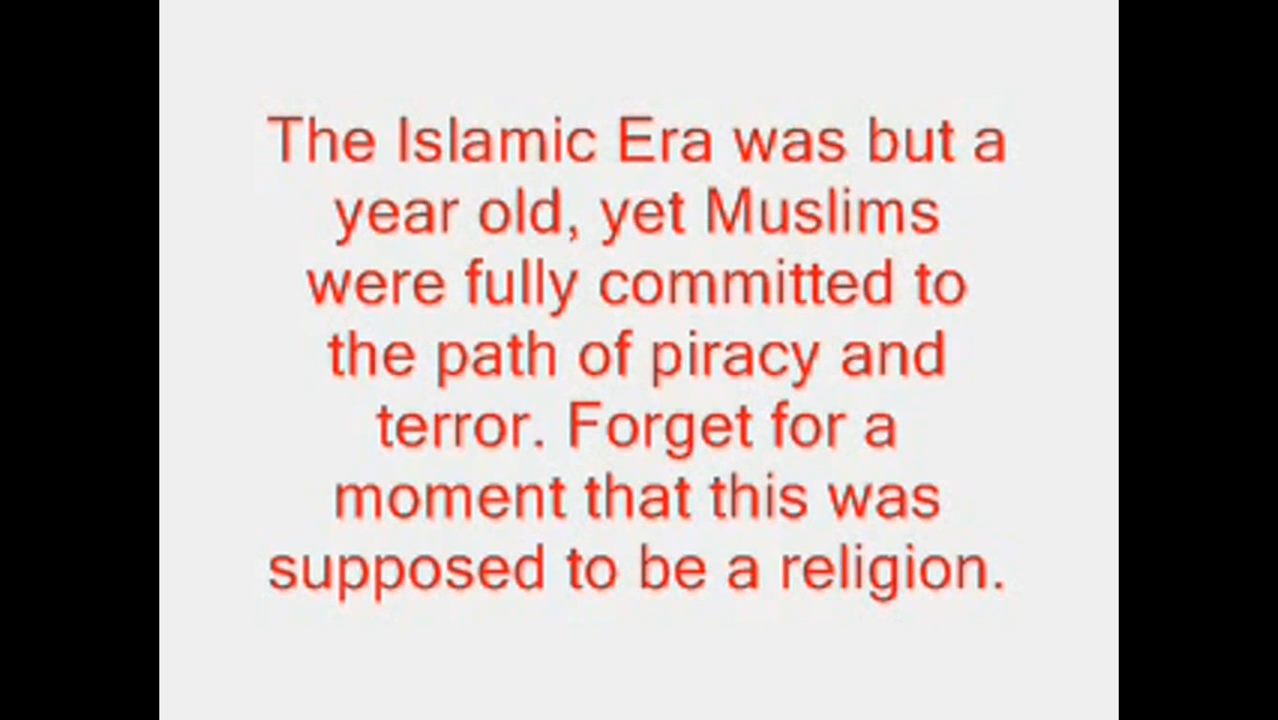 The Islamic Era was but a
year old, yet Muslims
were fully committed to
the path of piracy and
terror. Forget for a
moment that this was
supposed to be a religion.